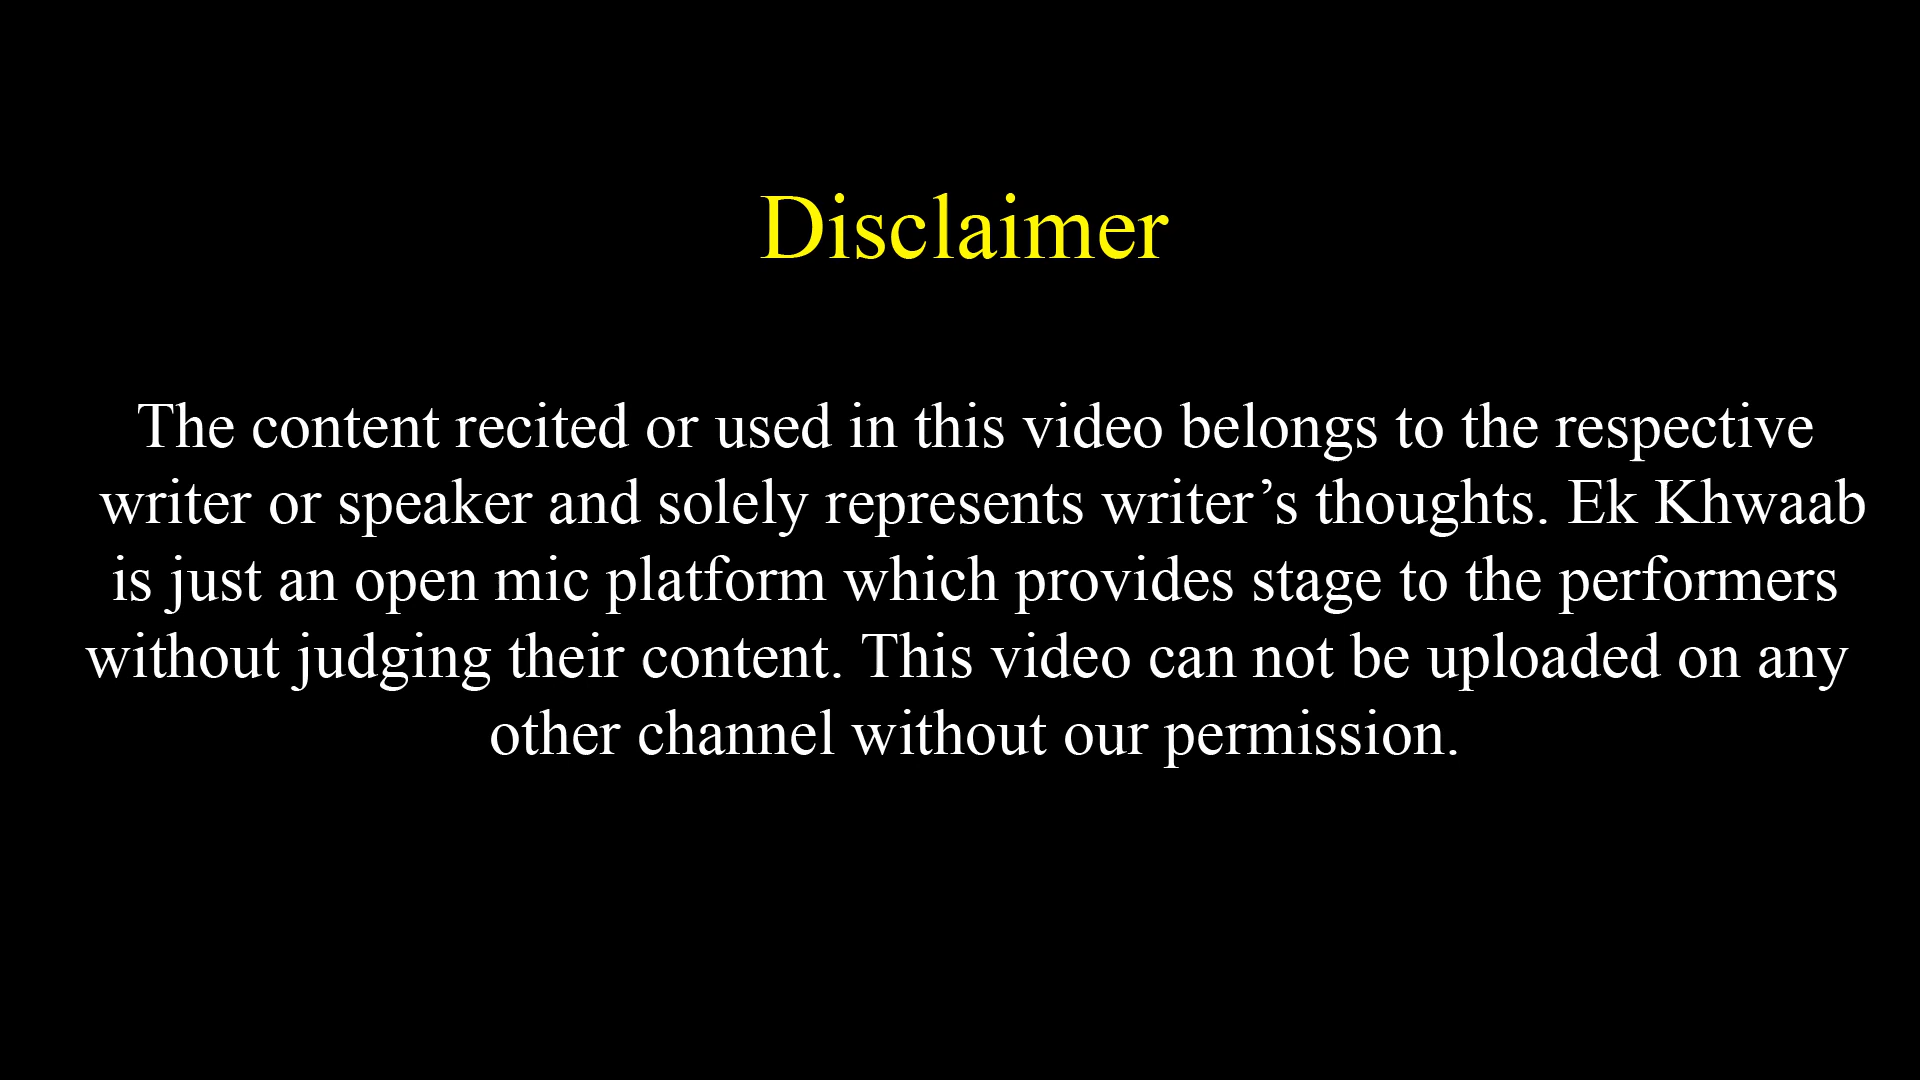 Disclaimer
The content recited or used in this video belongs to the respective
writer or speaker and solely represents writer’s thoughts. Ek Khwaab
is just an open mic platform which provides stage to the performers
without judging their content. This video can not be uploaded on any
other channel without our permission.